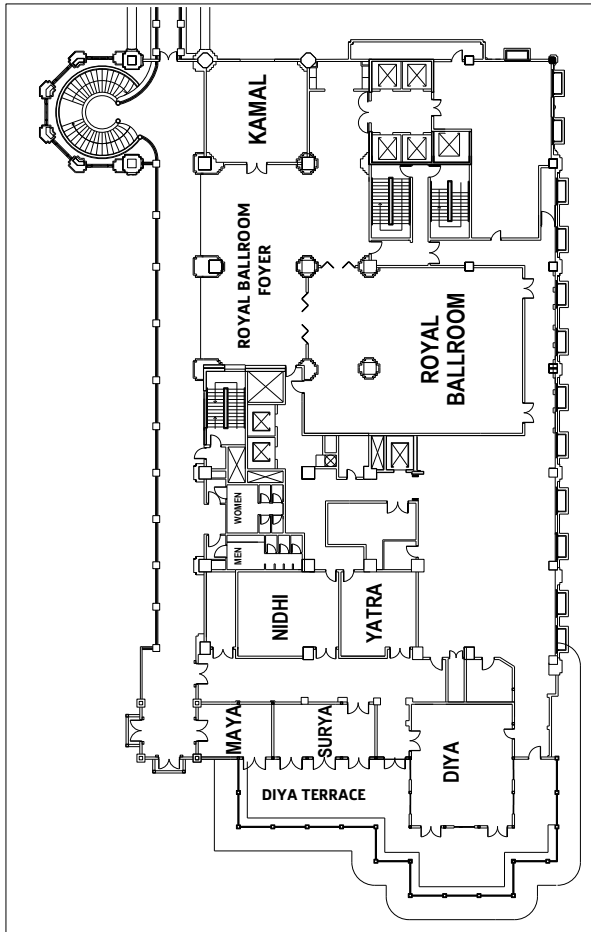 KAMAL
ROYAL BALLROOM
FOYER
ROYAL
BALLROOM
WOMEN
MEN
NIDHI
YATRA
MAYA
SURYA
DIYA
DIYA TERRACE